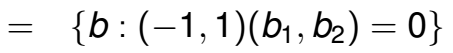 = {b : (−1, 1)(b₁, b₂) = 0}